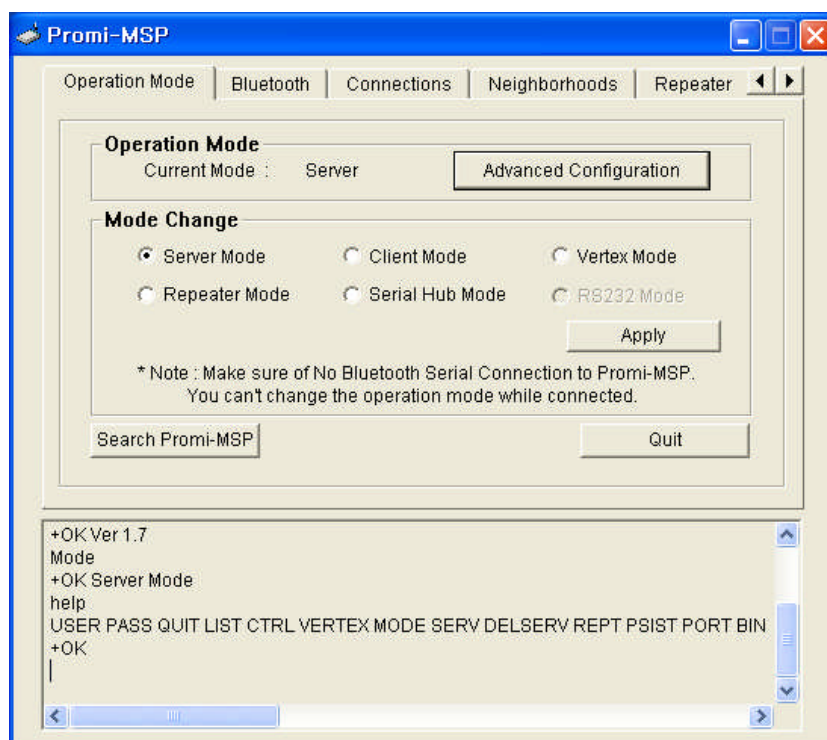 Promi-MSP
Operation Mode Bluetooth Connections Neighborhoods Repeater
Operation Mode
Current Mode : Server Advanced Configuration
Mode Change
Server Mode Client Mode Vertex Mode
Repeater Mode Serial Hub Mode RS232 Mode
Apply
* Note : Make sure of No Bluetooth Serial Connection to Promi-MSP.
You can't change the operation mode while connected.
Search Promi-MSP Quit
+OK Ver 1.7
Mode
+OK Server Mode
help
USER PASS QUIT LIST CTRL VERTEX MODE SERV DELSERV REPT PSIST PORT BIN
+OK